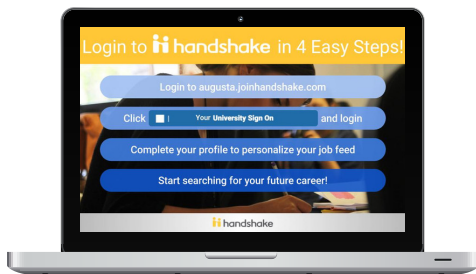 Login to handshake in 4 Easy Steps!
Login to augusta.joinhandshake.com
Click Your University Sign On and login
Complete your profile to personalize your job feed
Start searching for your future career!
handshake